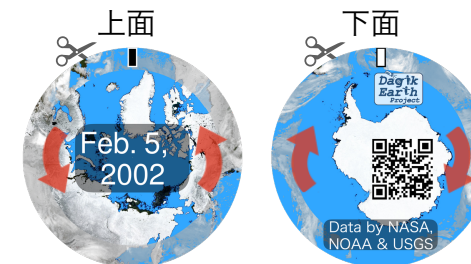 上面
下面
Feb. 5,
2002
Dagik
Earth
Project
Data by NASA,
NOAA & USGS